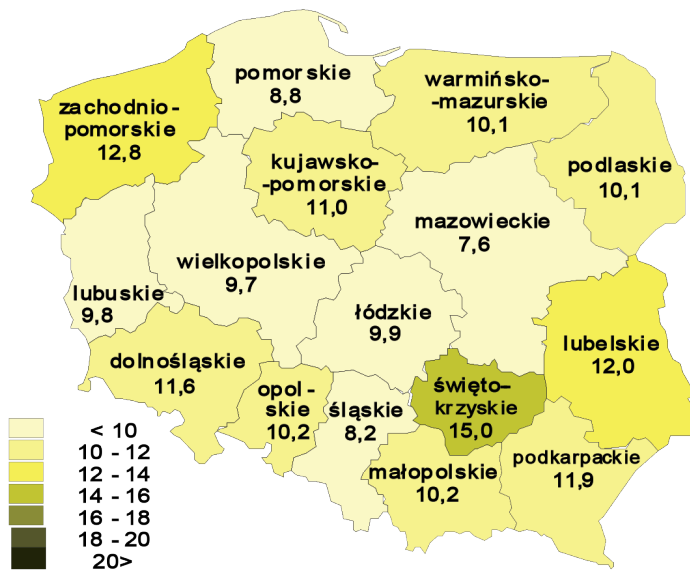 pomorskie
8,8
warmińsko-
-mazurskie
10,1
zachodnio-
pomorskie
12,8
kujawsko-
-pomorskie
11,0
podlaskie
10,1
mazowieckie
7,6
wielkopolskie
9,7
lubuskie
9,8
łódzkie
9,9
lubelskie
12,0
dolnośląskie
11,6
opol-
skie
10,2
śląskie
8,2
święto-
krzyskie
15,0
małopolskie
10,2
podkarpackie
11,9
< 10
10 - 12
12 - 14
14 - 16
16 - 18
18 - 20
20>